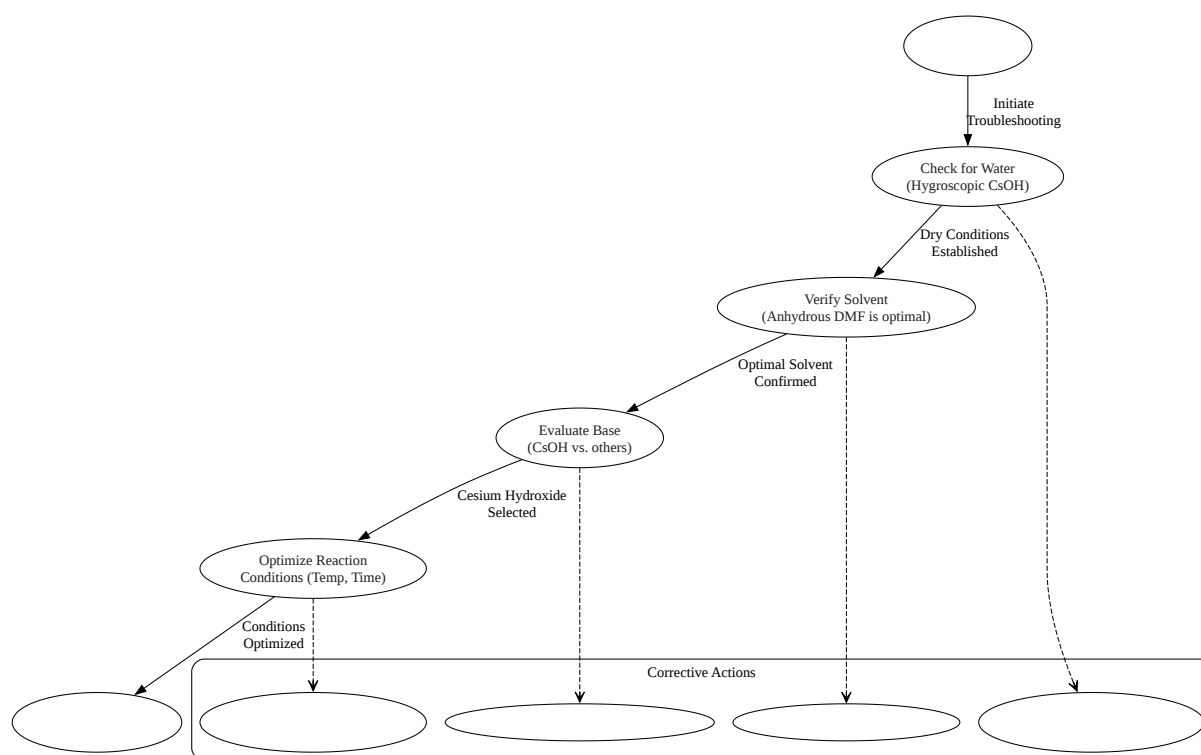 Initiate
Troubleshooting
Check for Water
(Hygroscopic CsOH)
Dry Conditions
Established
Verify Solvent
(Anhydrous DMF is optimal)
Optimal Solvent
Confirmed
Evaluate Base
(CsOH vs. others)
Cesium Hydroxide
Selected
Optimize Reaction
Conditions (Temp, Time)
Conditions
Optimized
Corrective Actions